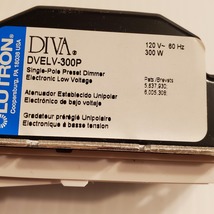 LUTRON
Coopersburg, PA 18036 USA
DIVA
DVELV-300P
Single-Pole Preset Dimmer
Electronic Low Voltage
120 V~ 60 Hz
300 W
Pats./Brevets
5,637,930;
6,005,308.
Atenuador Establecido Unipolar
Electrónico de bajo voltaje
Gradateur préréglé Unipolaire
Électronique à basse tension